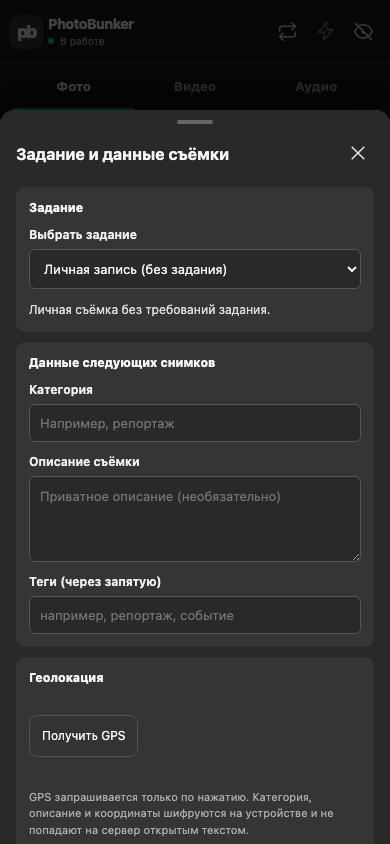 pb
PhotoBunker
В работе
Фото Видео Аудио
Задание и данные съёмки
Задание
Выбрать задание
Личная запись (без задания)
Личная съёмка без требований задания.
Данные следующих снимков
Категория
Например, репортаж
Описание съёмки
Приватное описание (необязательно)
Теги (через запятую)
например, репортаж, событие
Геолокация
Получить GPS
GPS запрашивается только по нажатию. Категория,
описание и координаты шифруются на устройстве и не
попадают на сервер открытым текстом.